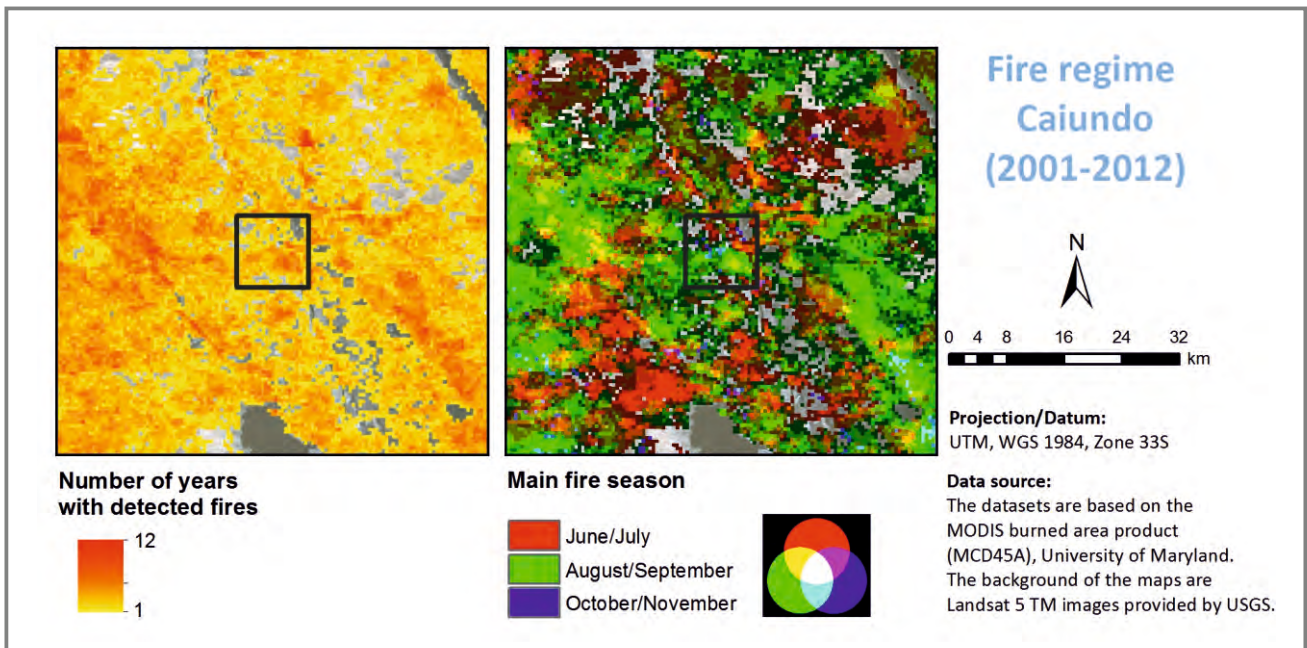 Fire regime
Caiundo
(2001-2012)
N
0 4 8 16 24 32
km
Projection/Datum:
UTM, WGS 1984, Zone 33S
Data source:
The datasets are based on the
MODIS burned area product
(MCD45A), University of Maryland.
The background of the maps are
Landsat 5 TM images provided by USGS.
Number of years
with detected fires
12
1
Main fire season
June/July
August/September
October/November